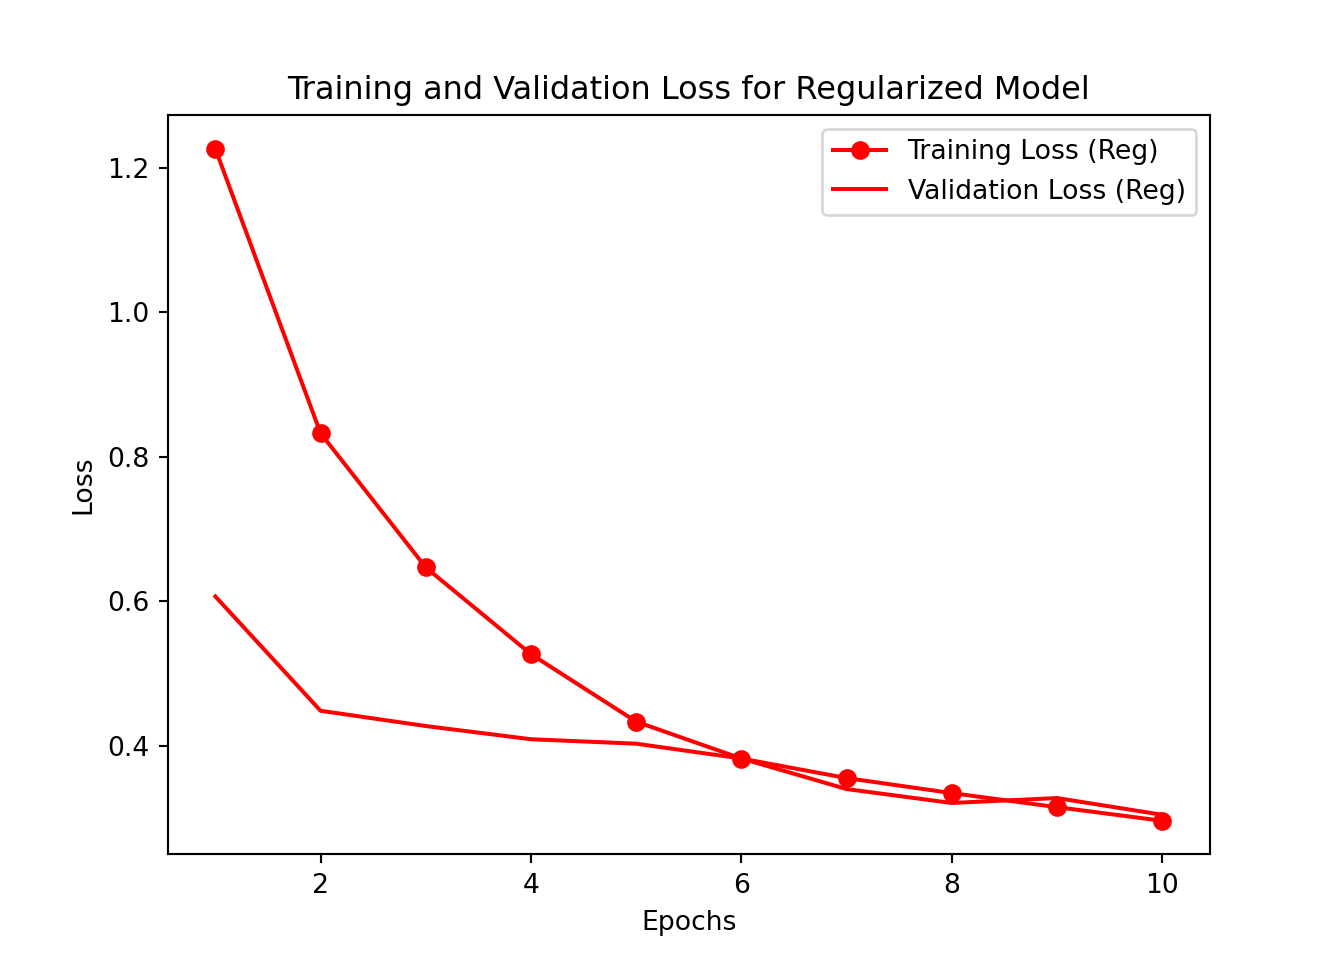 Training and Validation Loss for Regularized Model
Training Loss (Reg)
Validation Loss (Reg)
1.2
1.0
0.8
0.6
0.4
Loss
2 4 6 8 10
Epochs